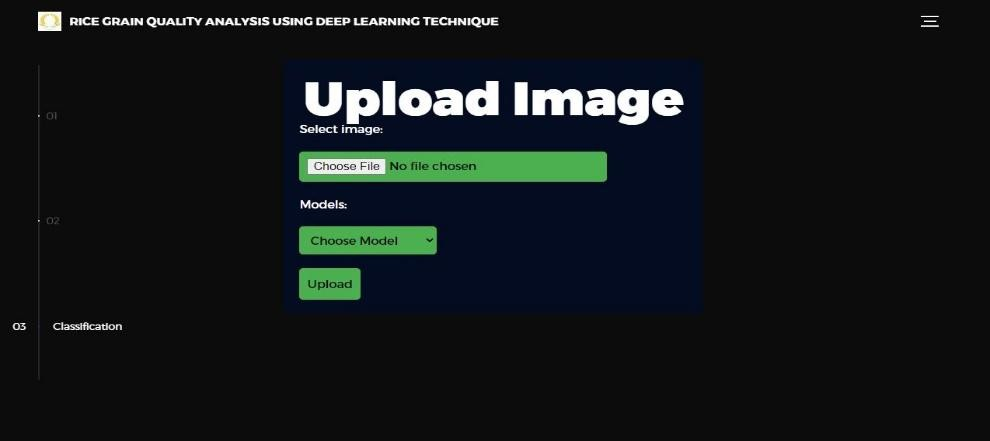 RICE GRAIN QUALITY ANALYSIS USING DEEP LEARNING TECHNIQUE
Upload Image
Select image:
Choose File No file chosen
Models:
Choose Model
Upload
01
02
03 Classification